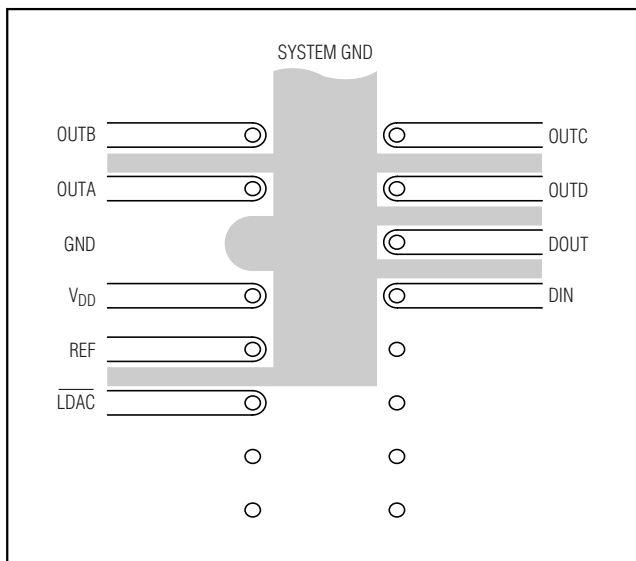 SYSTEM GND
OUTB
OUTC
OUTA
OUTD
GND
DOUT
VDD
DIN
REF
LDAC